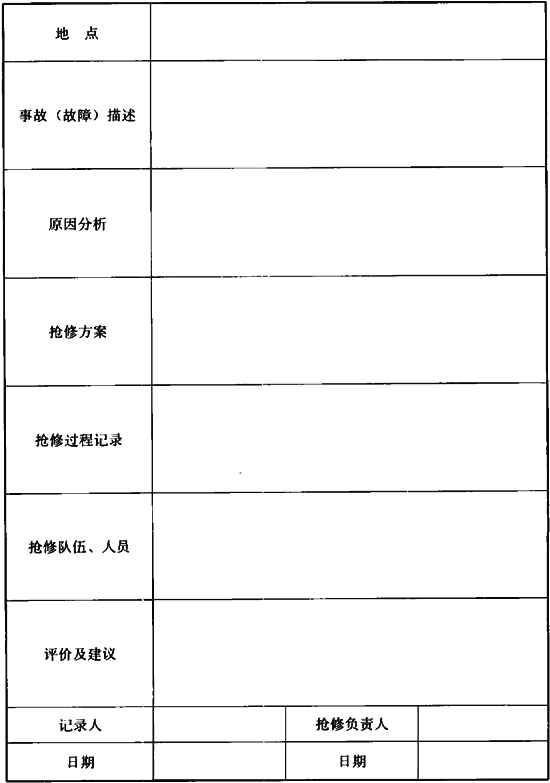 地 点
事故（故障）描述
原因分析
抢修方案
抢修过程记录
抢修队伍、人员
评价及建议
记录人 抢修负责人
日期 日期